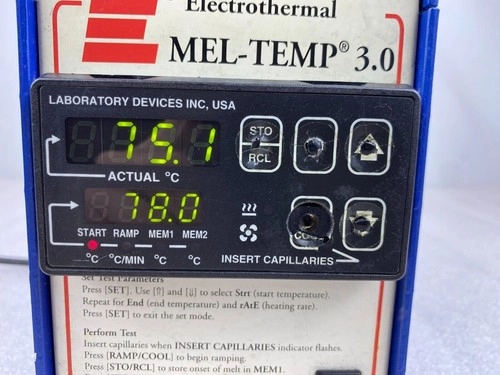 Electrothermal
MEL-TEMP® 3.0
LABORATORY DEVICES INC, USA
75.1
STO
RCL
ACTUAL °C
78.0
START RAMP MEM1 MEM2
°C °C/MIN °C °C
INSERT CAPILLARIES
Set Test Parameters
Press [SET]. Use [⇧] and [⇩] to select Strt (start temperature).
Repeat for End (end temperature) and rAtE (heating rate).
Press [SET] to exit the set mode.
Perform Test
Insert capillaries when INSERT CAPILLARIES indicator flashes.
Press [RAMP/COOL] to begin ramping.
Press [STO/RCL] to store onset of melt in MEM1.